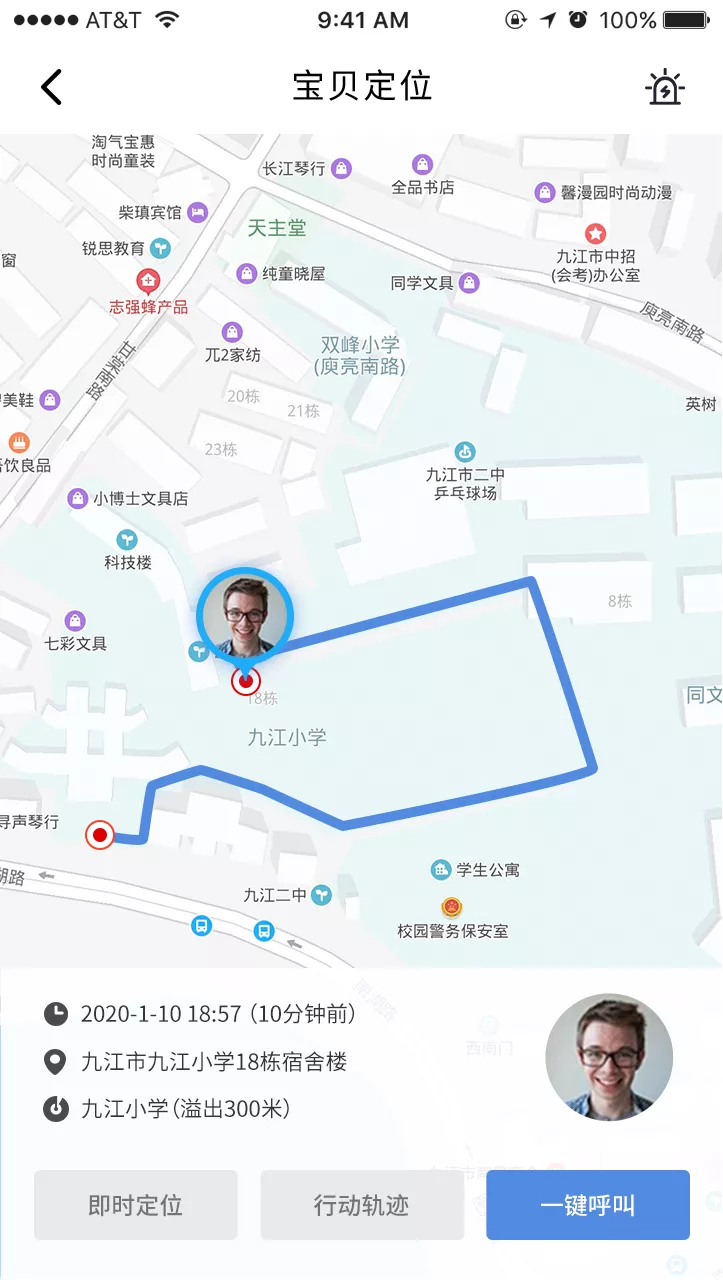 AT&T
9:41 AM
100%
宝贝定位
淘气宝惠
时尚童装
长江琴行
全品书店
馨漫园时尚动漫
柴瑱宾馆
天主堂
锐思教育
九江市中招
(会考)办公室
窗
纯童晓屋
同学文具
志强蜂产品
庾亮南路
双峰小学
(庾亮南路)
兀2家纺
20栋
21栋
美鞋
英树
23栋
饮良品
九江市二中
乒乓球场
小博士文具店
科技楼
8栋
七彩文具
18栋
同文
九江小学
寻声琴行
学生公寓
湖路
九江二中
校园警务保安室
2020-1-10 18:57 (10分钟前)
西南门
九江市九江小学18栋宿舍楼
九江小学(溢出300米)
即时定位
行动轨迹
一键呼叫